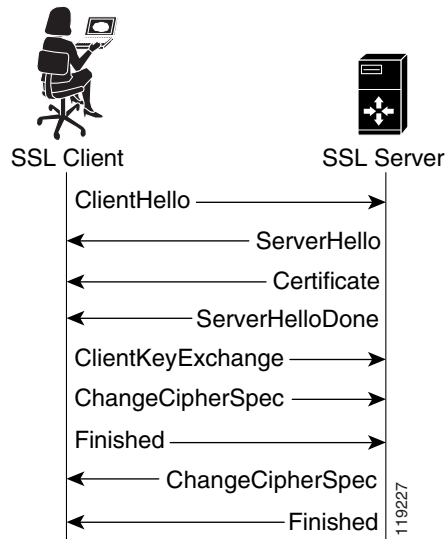 SSL Client
SSL Server
ClientHello
ServerHello
Certificate
ServerHelloDone
ClientKeyExchange
ChangeCipherSpec
Finished
ChangeCipherSpec
Finished
119227